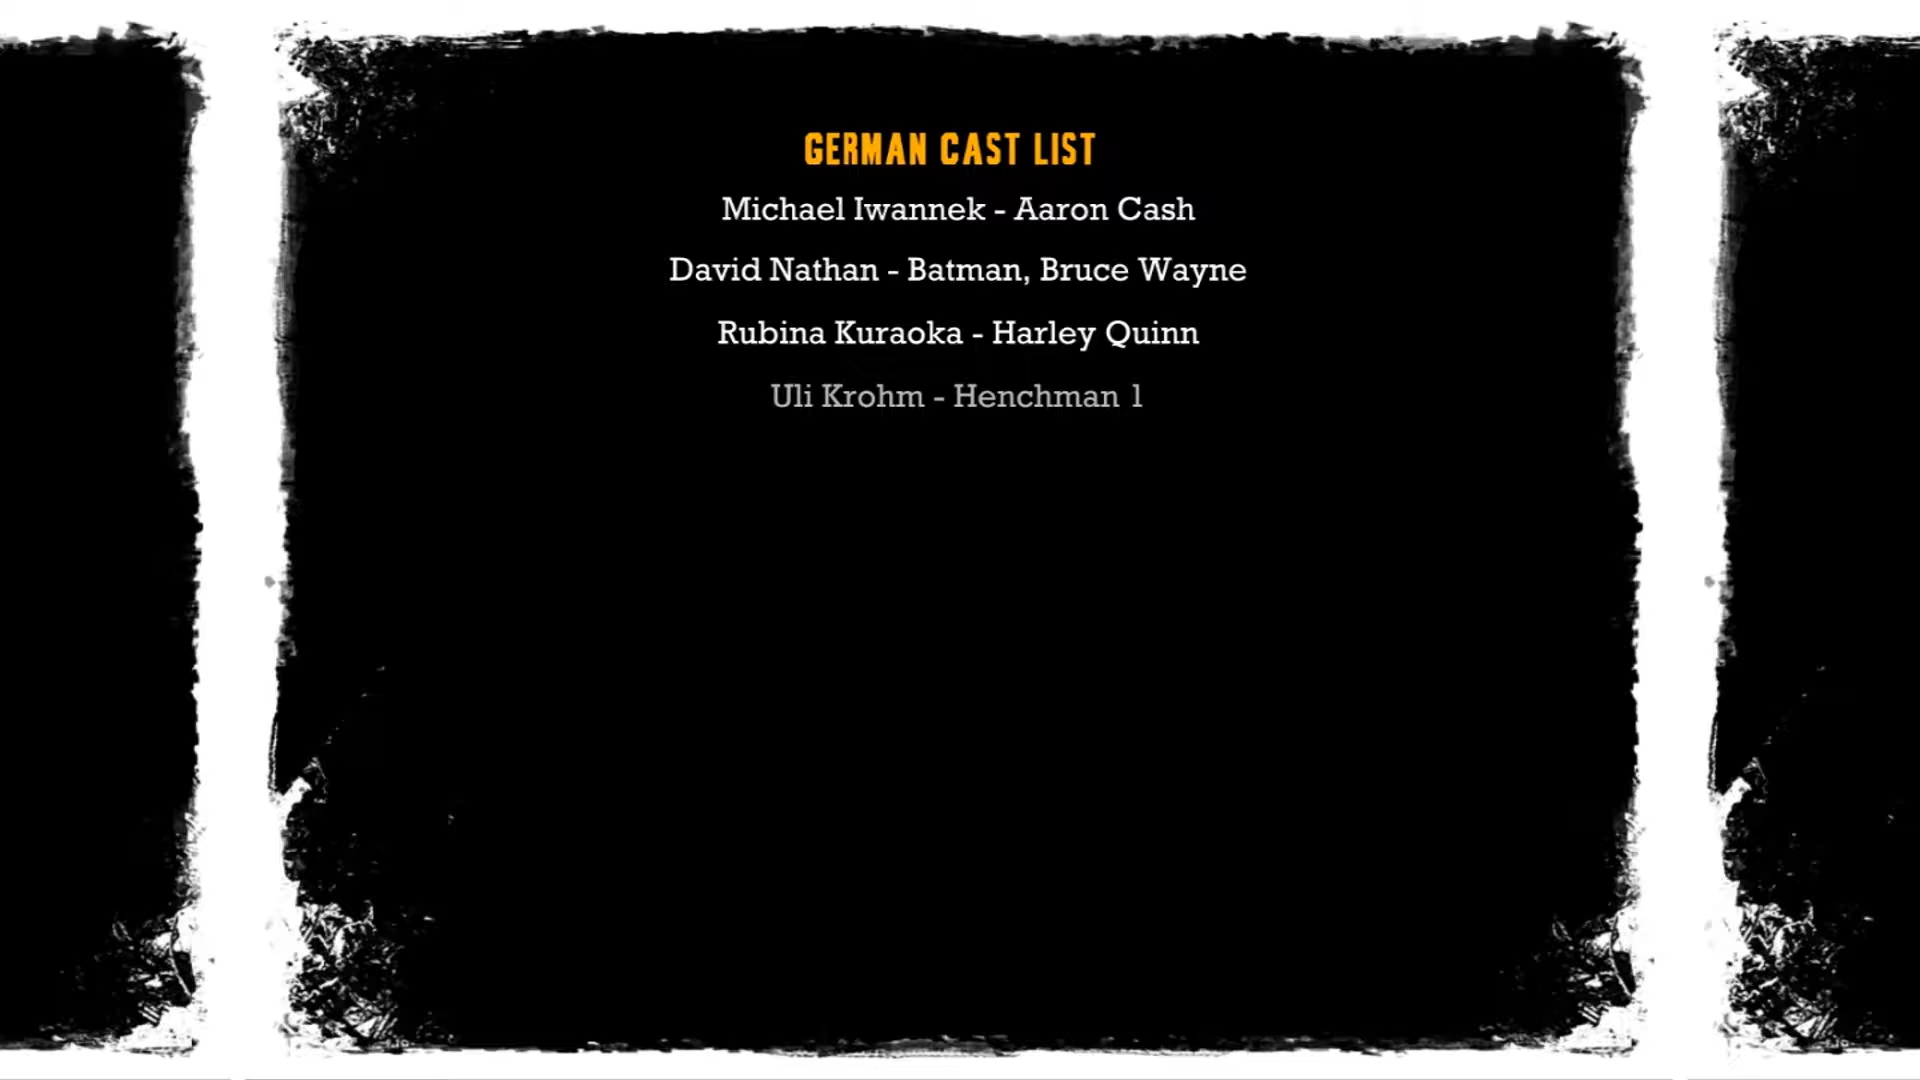 GERMAN CAST LIST
Michael Iwannek - Aaron Cash
David Nathan - Batman, Bruce Wayne
Rubina Kuraoka - Harley Quinn
Uli Krohm - Henchman 1